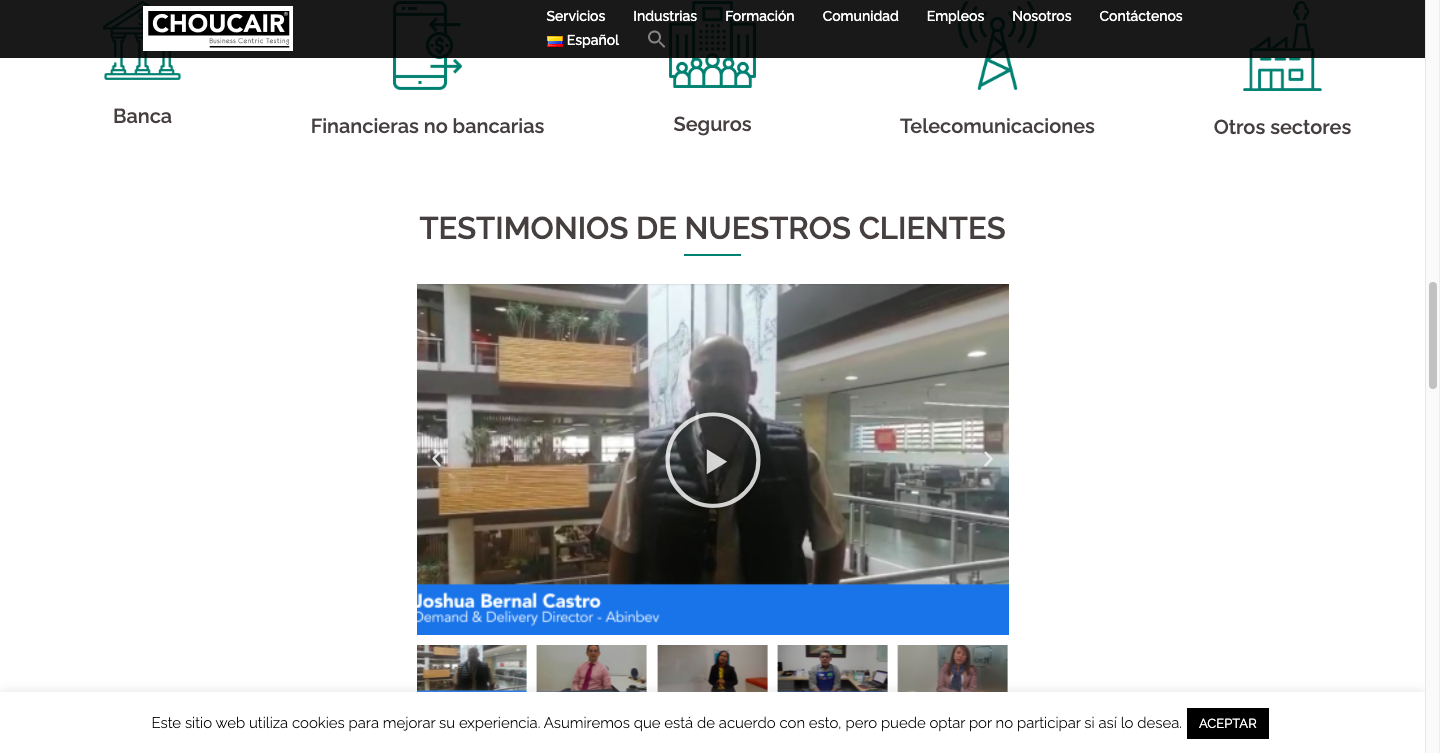 CHOUCAIR
Business Centric Testing
Servicios Industrias Formación Comunidad Empleos Nosotros Contáctenos
Español
Banca
Financieras no bancarias
Seguros
Telecomunicaciones
Otros sectores
TESTIMONIOS DE NUESTROS CLIENTES
Joshua Bernal Castro
Demand & Delivery Director - Abinbev
Este sitio web utiliza cookies para mejorar su experiencia. Asumiremos que está de acuerdo con esto, pero puede optar por no participar si así lo desea. ACEPTAR